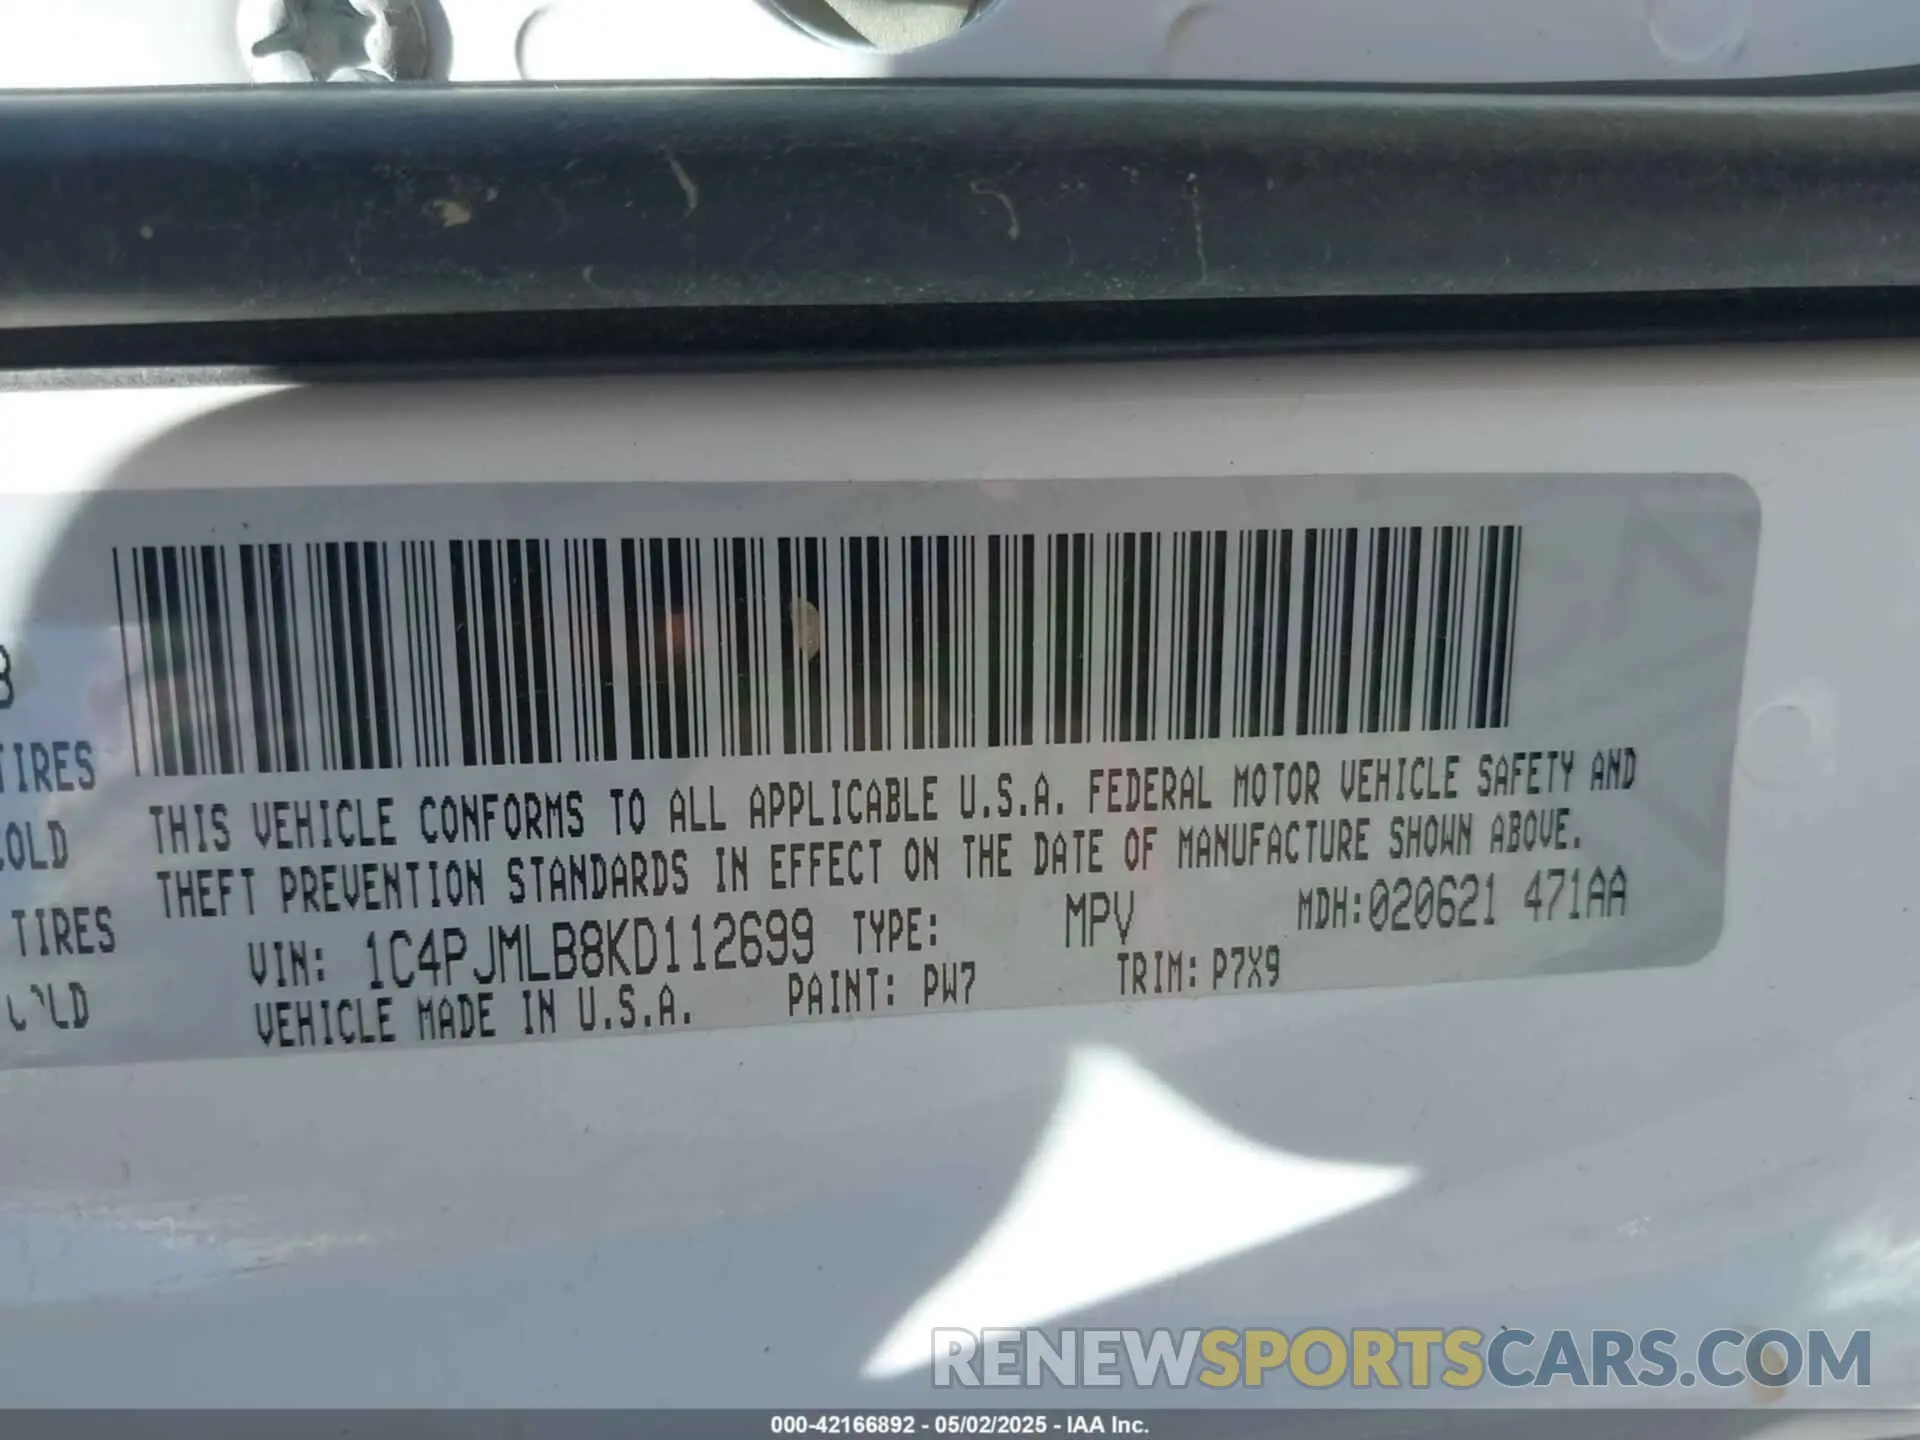 8
TIRES
COLD
TIRES
THIS VEHICLE CONFORMS TO ALL APPLICABLE U.S.A. FEDERAL MOTOR VEHICLE SAFETY AND
THEFT PREVENTION STANDARDS IN EFFECT ON THE DATE OF MANUFACTURE SHOWN ABOVE.
VIN: 1C4PJMLB8KD112699 TYPE: MPV MDH:020621 471AA
VEHICLE MADE IN U.S.A. PAINT: PW7 TRIM: P7X9
RENEWSPORTSCARS.COM
000-42166892 - 05/02/2025 - IAA Inc.